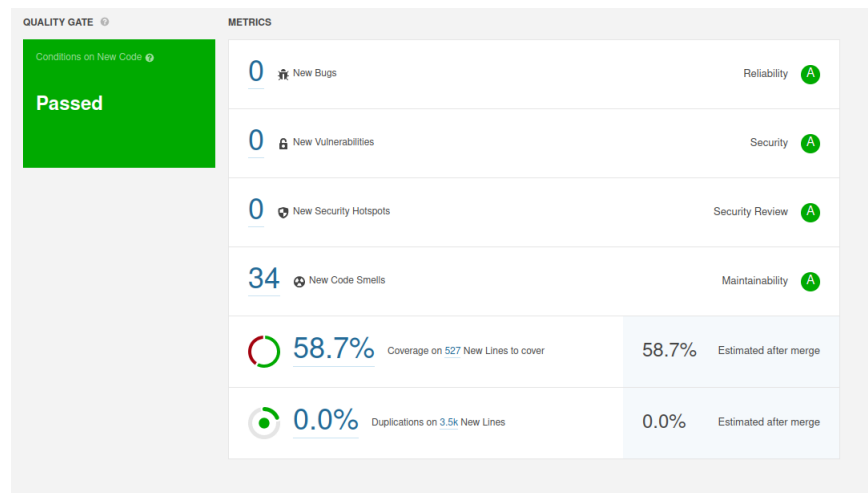 QUALITY GATE
METRICS
Conditions on New Code
Passed
0 New Bugs Reliability A
0 New Vulnerabilities Security A
0 New Security Hotspots Security Review A
34 New Code Smells Maintainability A
58.7% Coverage on 527 New Lines to cover 58.7% Estimated after merge
0.0% Duplications on 3.5k New Lines 0.0% Estimated after merge